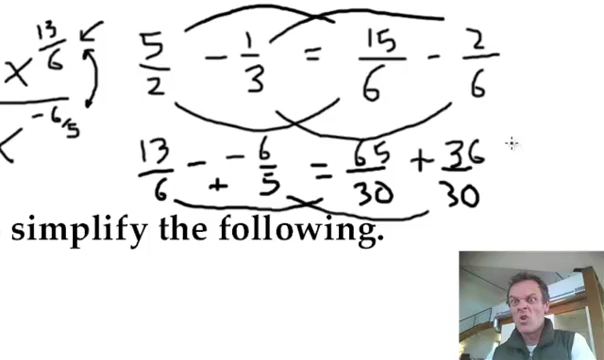 x^(13/6) 5/2 - 1/3 = 15/6 - 2/6
x^(-6/5)
13/6 - -6/5 = 65/30 + 36/30
+
simplify the following.